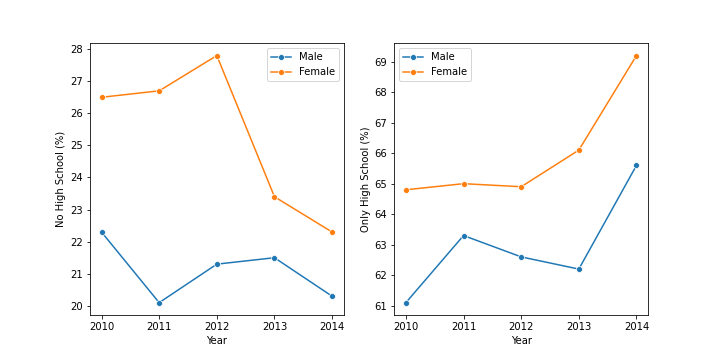 No High School (%)
28
27
26
25
24
23
22
21
20
2010 2011 2012 2013 2014
Year
Male
Female
Only High School (%)
69
68
67
66
65
64
63
62
61
2010 2011 2012 2013 2014
Year
Male
Female